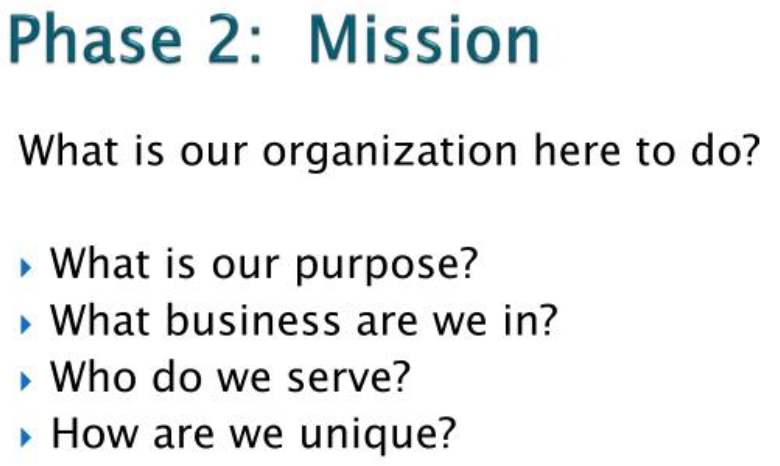 Phase 2: Mission
What is our organization here to do?
What is our purpose?
What business are we in?
Who do we serve?
How are we unique?